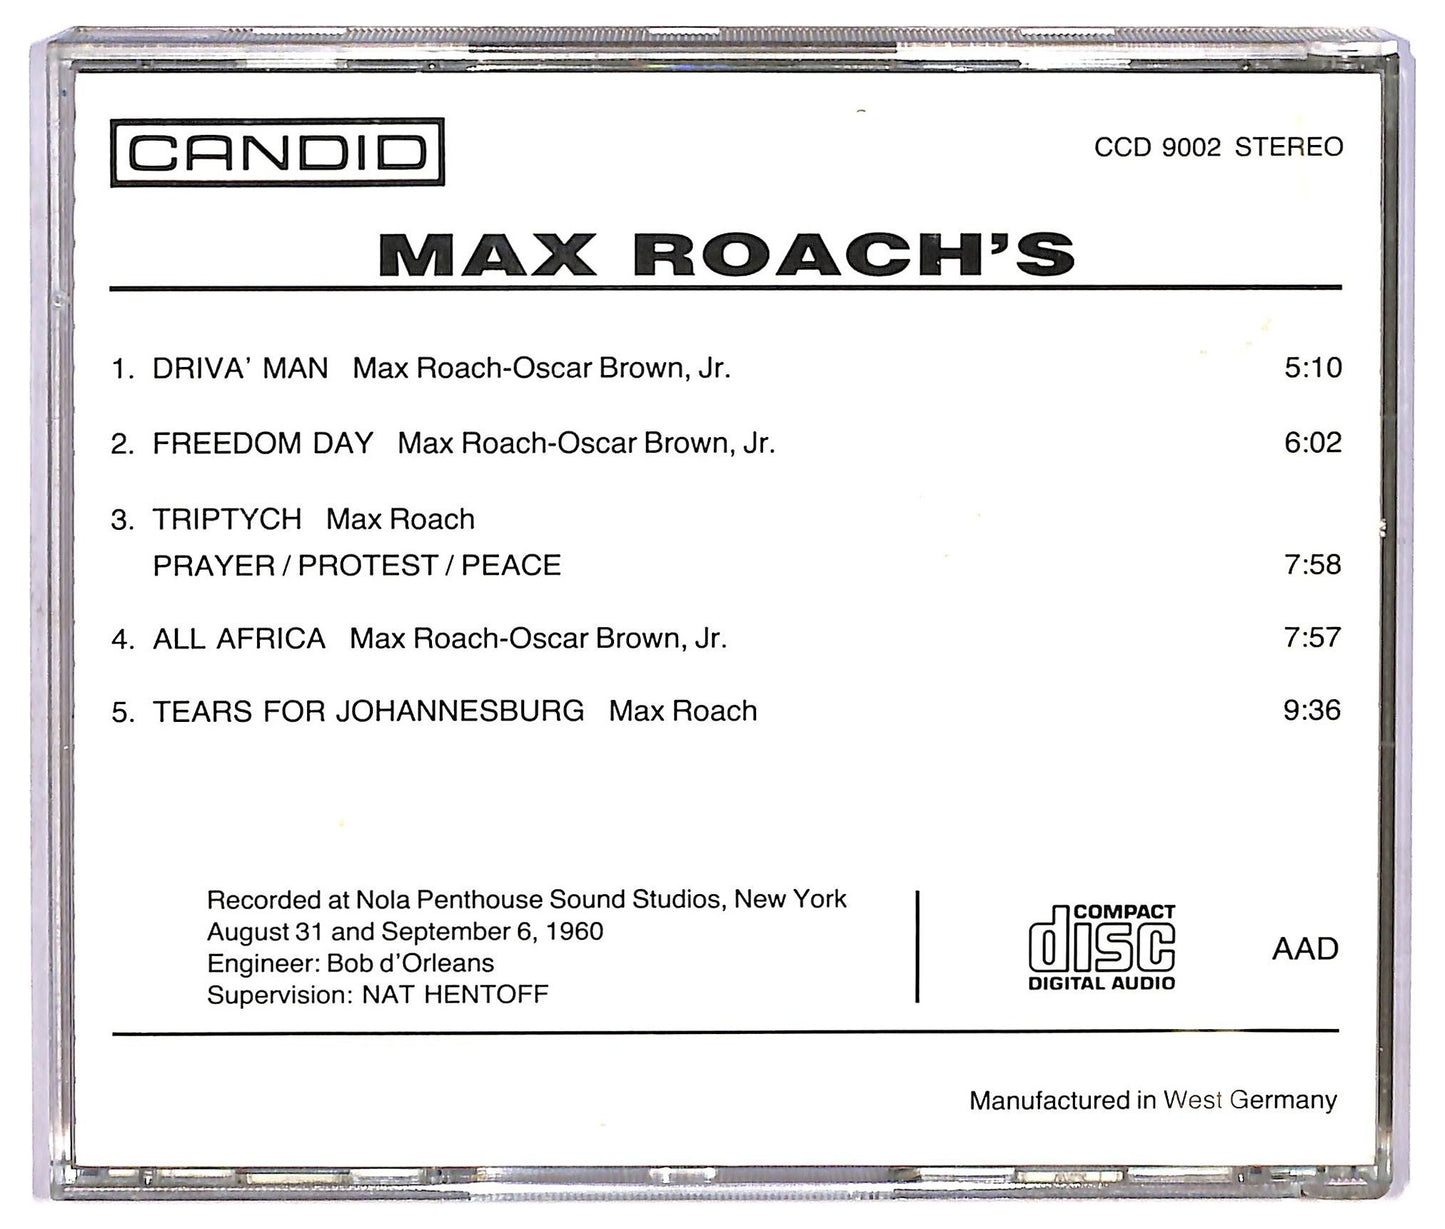 CANDID
CCD 9002 STEREO
MAX ROACH'S
1. DRIVA' MAN Max Roach-Oscar Brown, Jr. 5:10
2. FREEDOM DAY Max Roach-Oscar Brown, Jr. 6:02
3. TRIPTYCH Max Roach
PRAYER / PROTEST / PEACE 7:58
4. ALL AFRICA Max Roach-Oscar Brown, Jr. 7:57
5. TEARS FOR JOHANNESBURG Max Roach 9:36
Recorded at Nola Penthouse Sound Studios, New York
August 31 and September 6, 1960
Engineer: Bob d'Orleans
Supervision: NAT HENTOFF
COMPACT
disc
DIGITAL AUDIO
AAD
Manufactured in West Germany